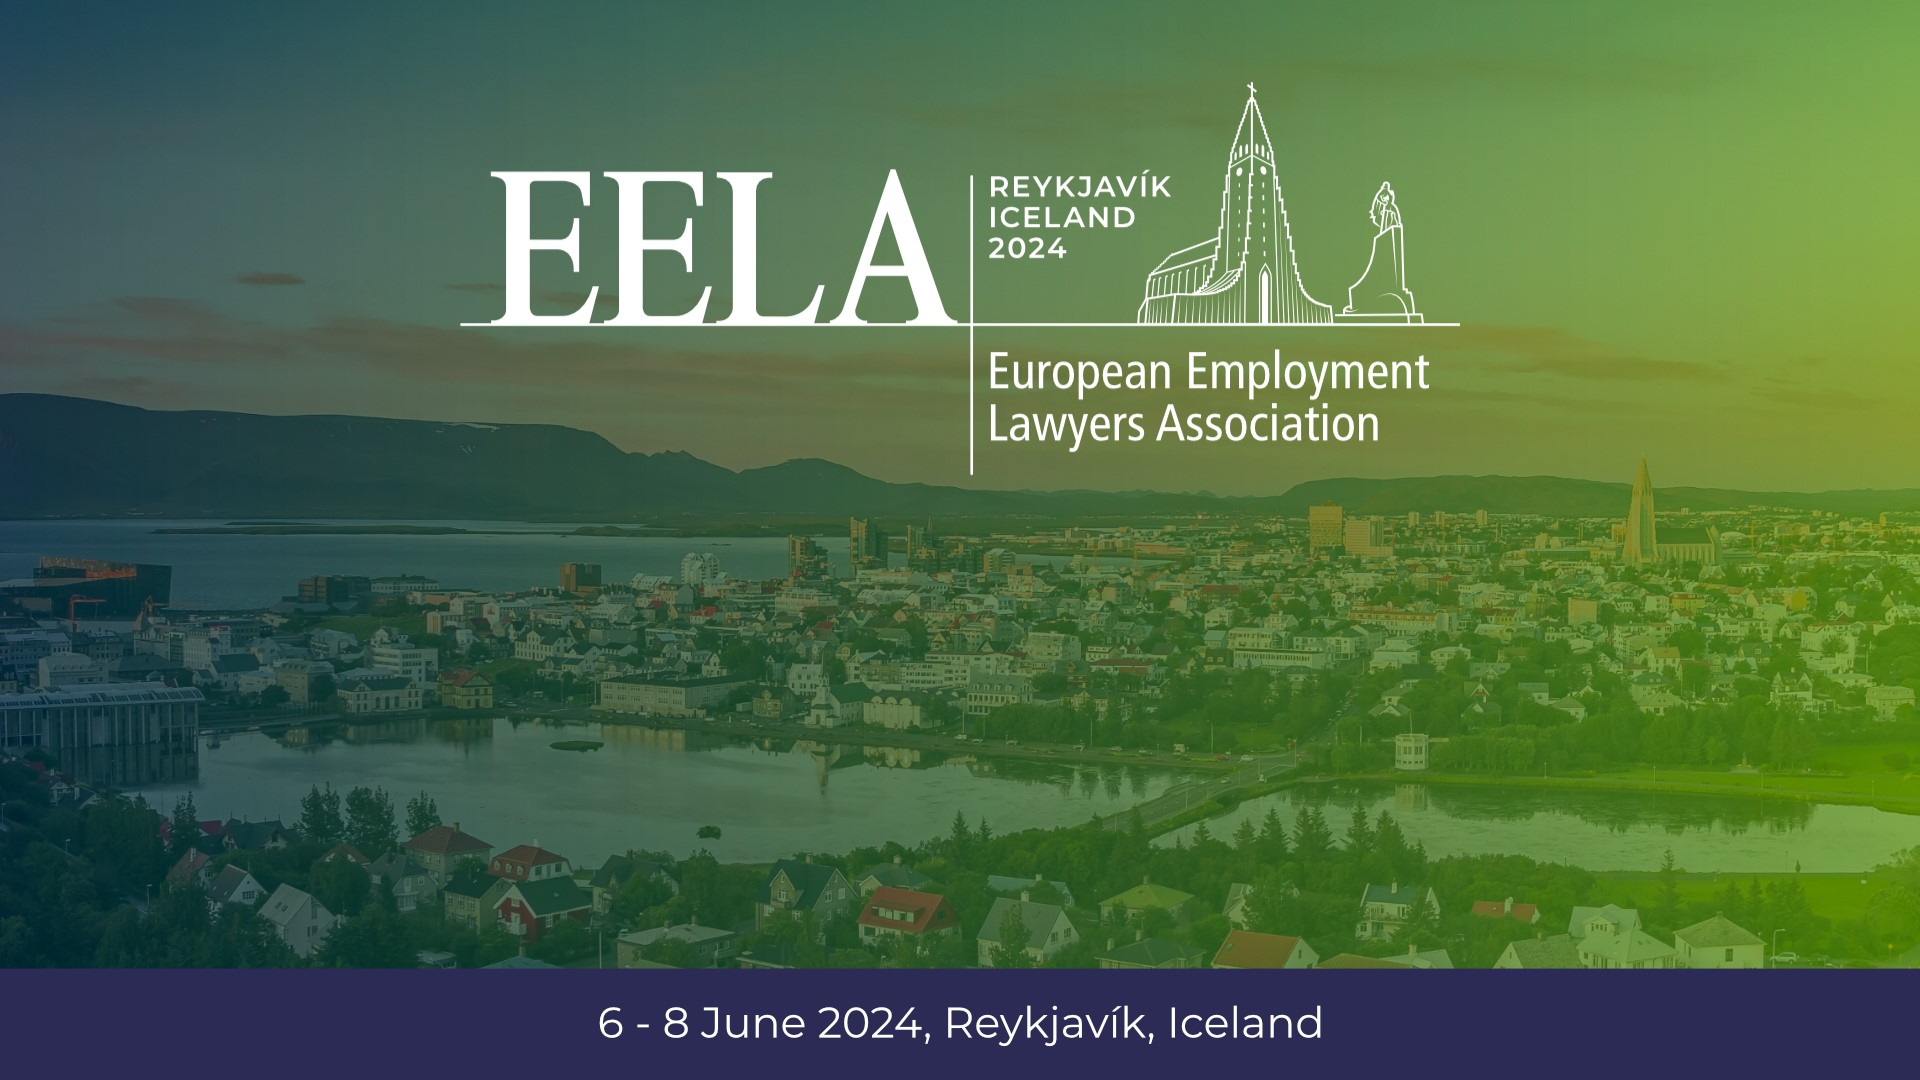 EELA
REYKJAVÍK
ICELAND
2024
European Employment
Lawyers Association
6 - 8 June 2024, Reykjavík, Iceland